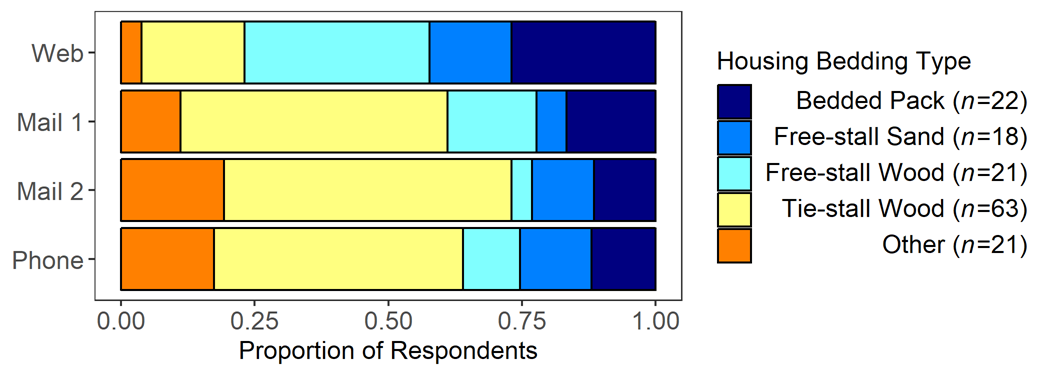 Web
Mail 1
Mail 2
Phone
0.00 0.25 0.50 0.75 1.00
Proportion of Respondents
Housing Bedding Type
Bedded Pack (n=22)
Free-stall Sand (n=18)
Free-stall Wood (n=21)
Tie-stall Wood (n=63)
Other (n=21)